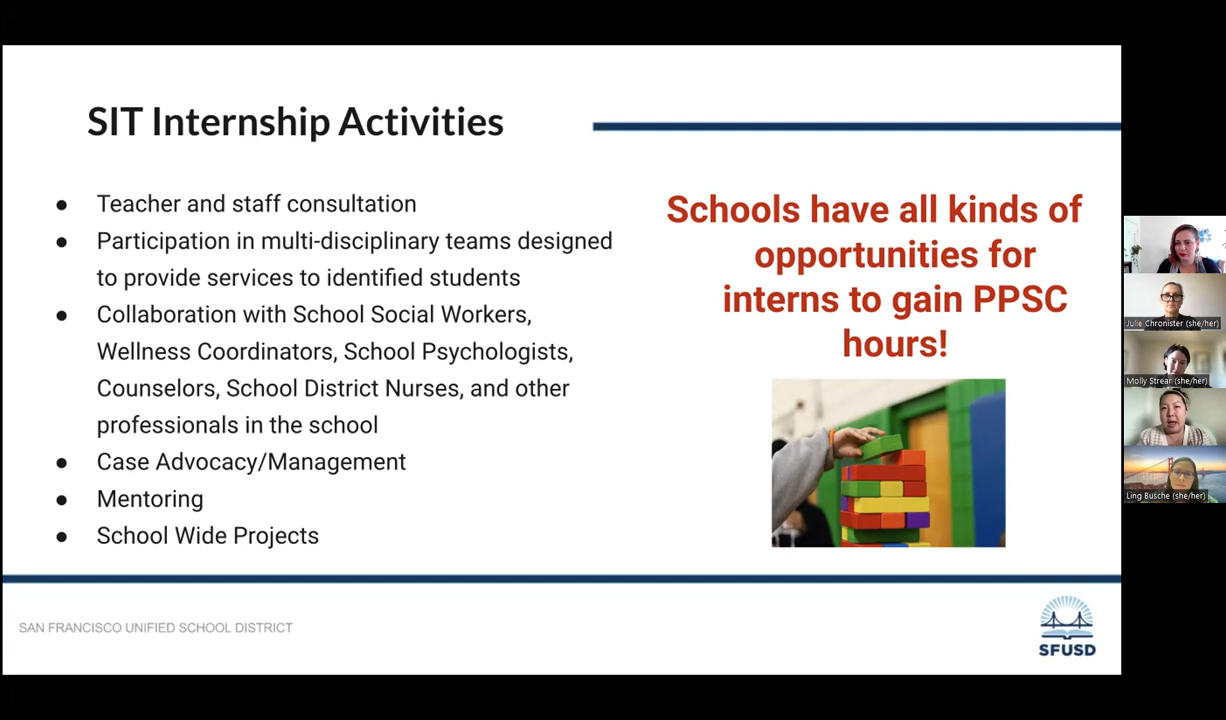 SIT Internship Activities
● Teacher and staff consultation
● Participation in multi-disciplinary teams designed
to provide services to identified students
● Collaboration with School Social Workers,
Wellness Coordinators, School Psychologists,
Counselors, School District Nurses, and other
professionals in the school
● Case Advocacy/Management
● Mentoring
● School Wide Projects
Schools have all kinds of
opportunities for
interns to gain PPSC
hours!
SAN FRANCISCO UNIFIED SCHOOL DISTRICT
SFUSD
Julie Chronister (she/her)
Molly Strear (she/her)
Ling Busche (she/her)